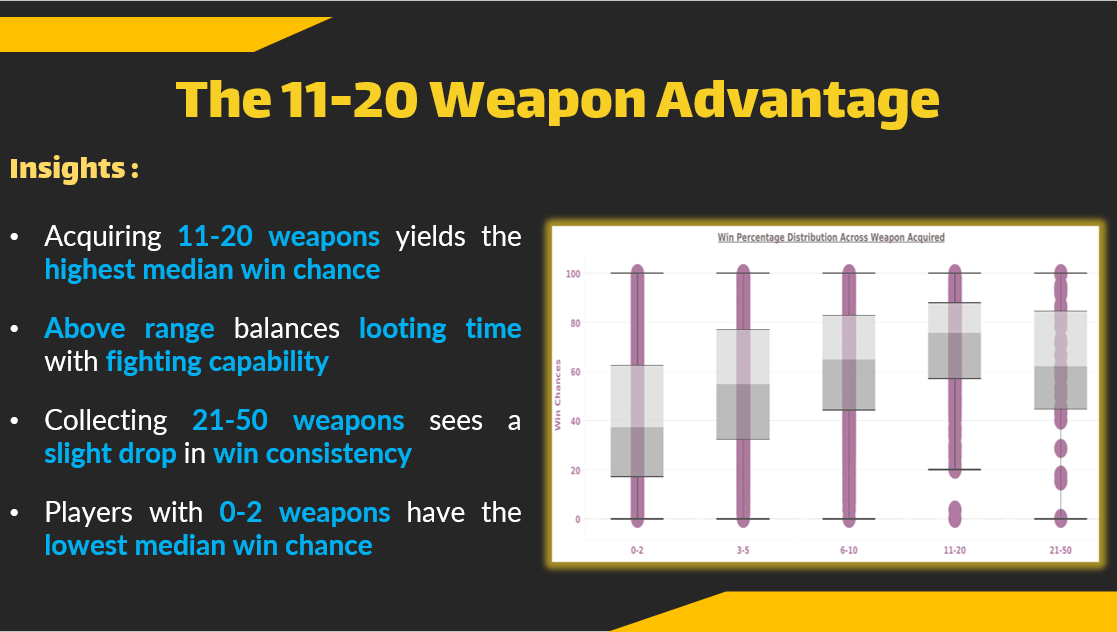 The 11-20 Weapon Advantage
Insights :
• Acquiring 11-20 weapons yields the
highest median win chance
• Above range balances looting time
with fighting capability
• Collecting 21-50 weapons sees a
slight drop in win consistency
• Players with 0-2 weapons have the
lowest median win chance
Win Percentage Distribution Across Weapon Acquired
Win Chances
100
80
60
40
20
0
0-2 3-5 6-10 11-20 21-50